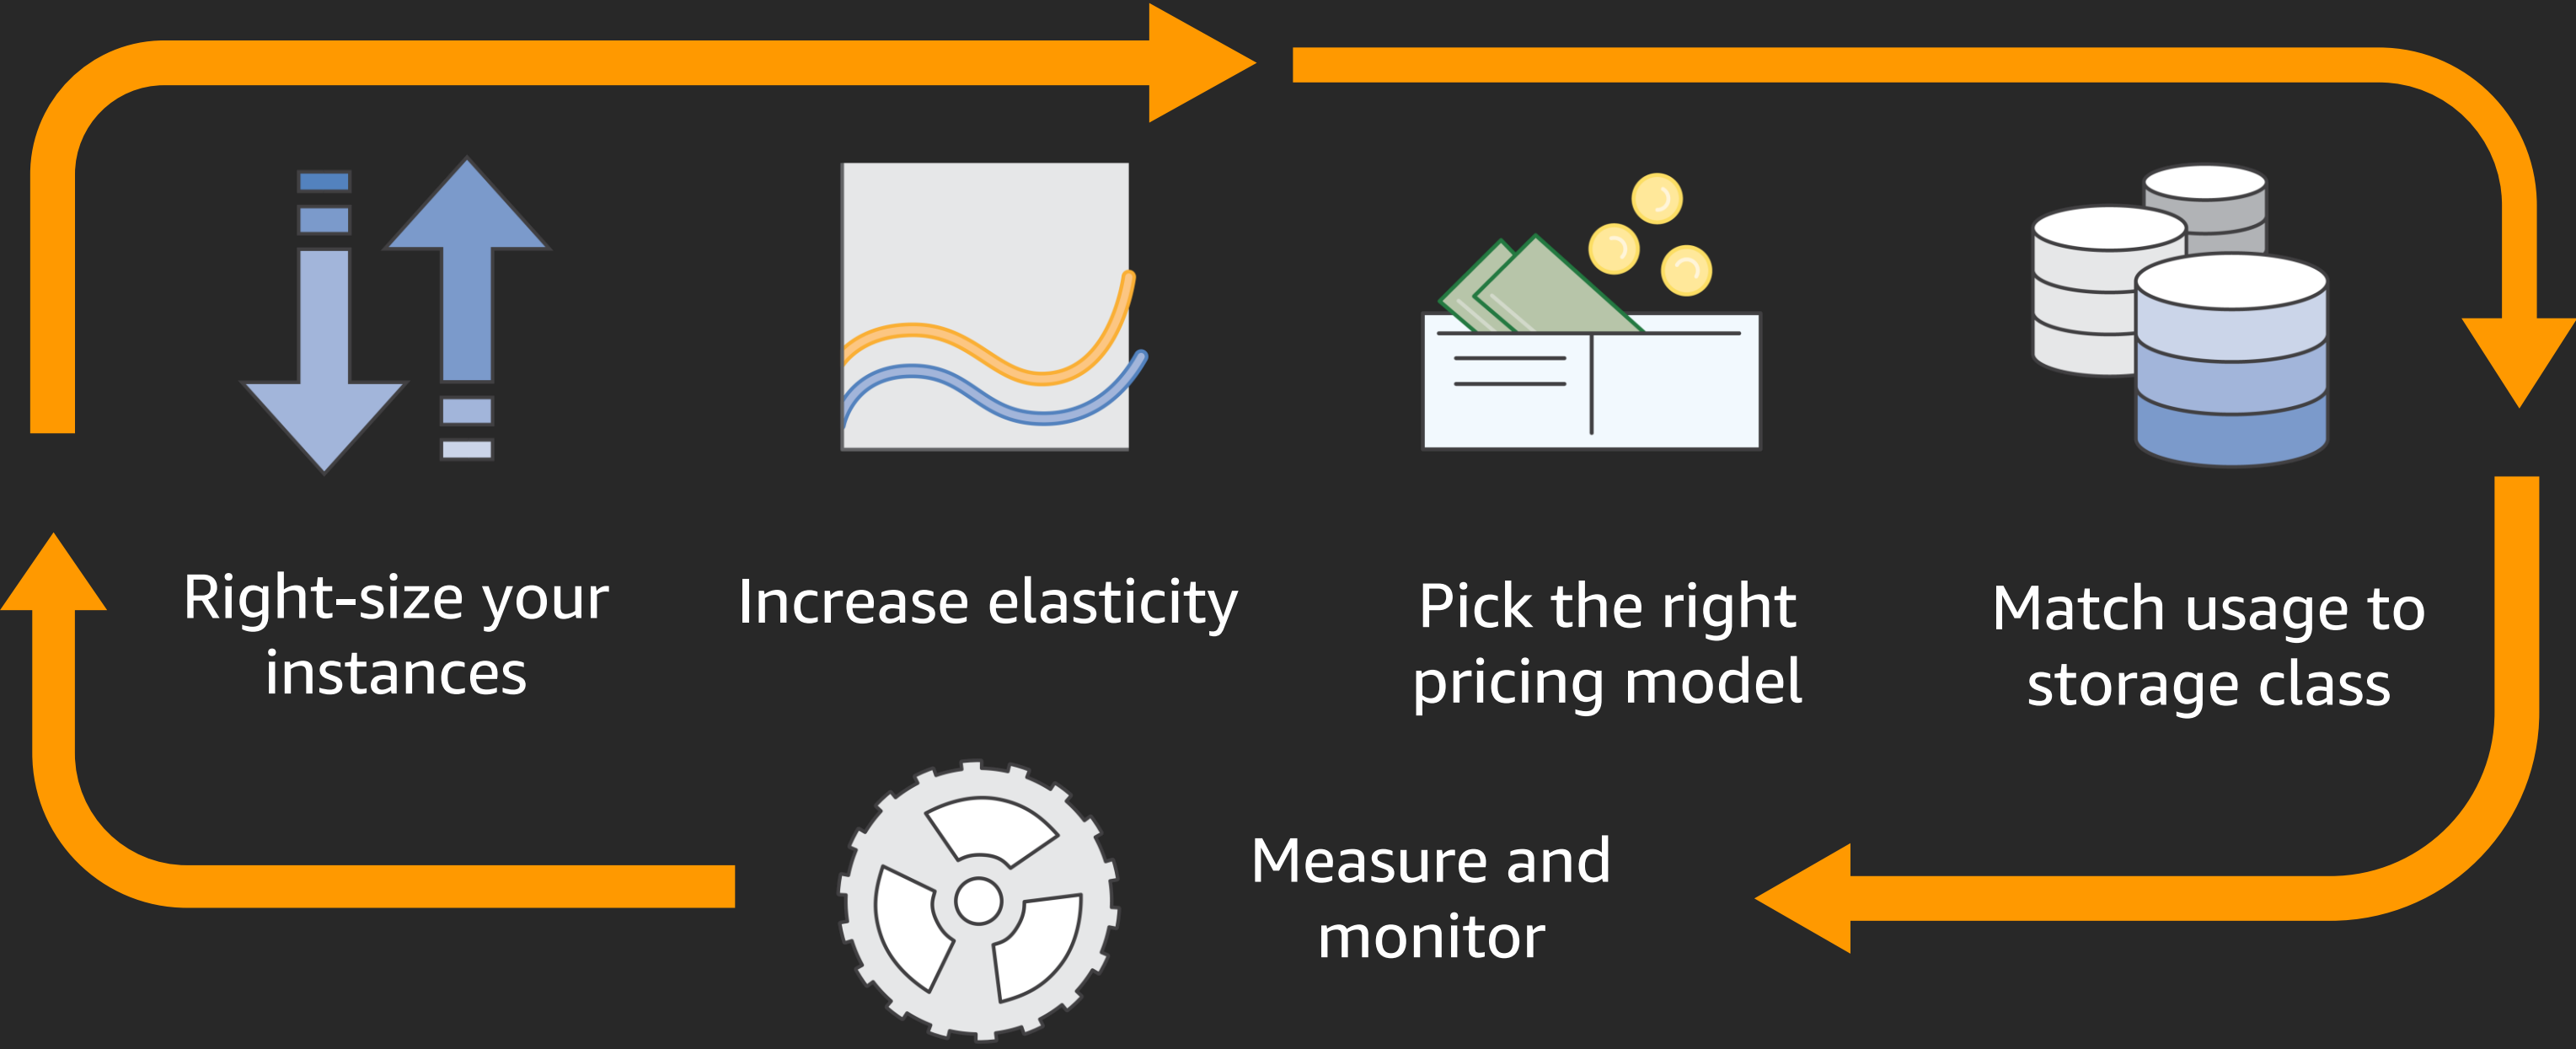 Right-size your
instances
Increase elasticity
Pick the right
pricing model
Match usage to
storage class
Measure and
monitor